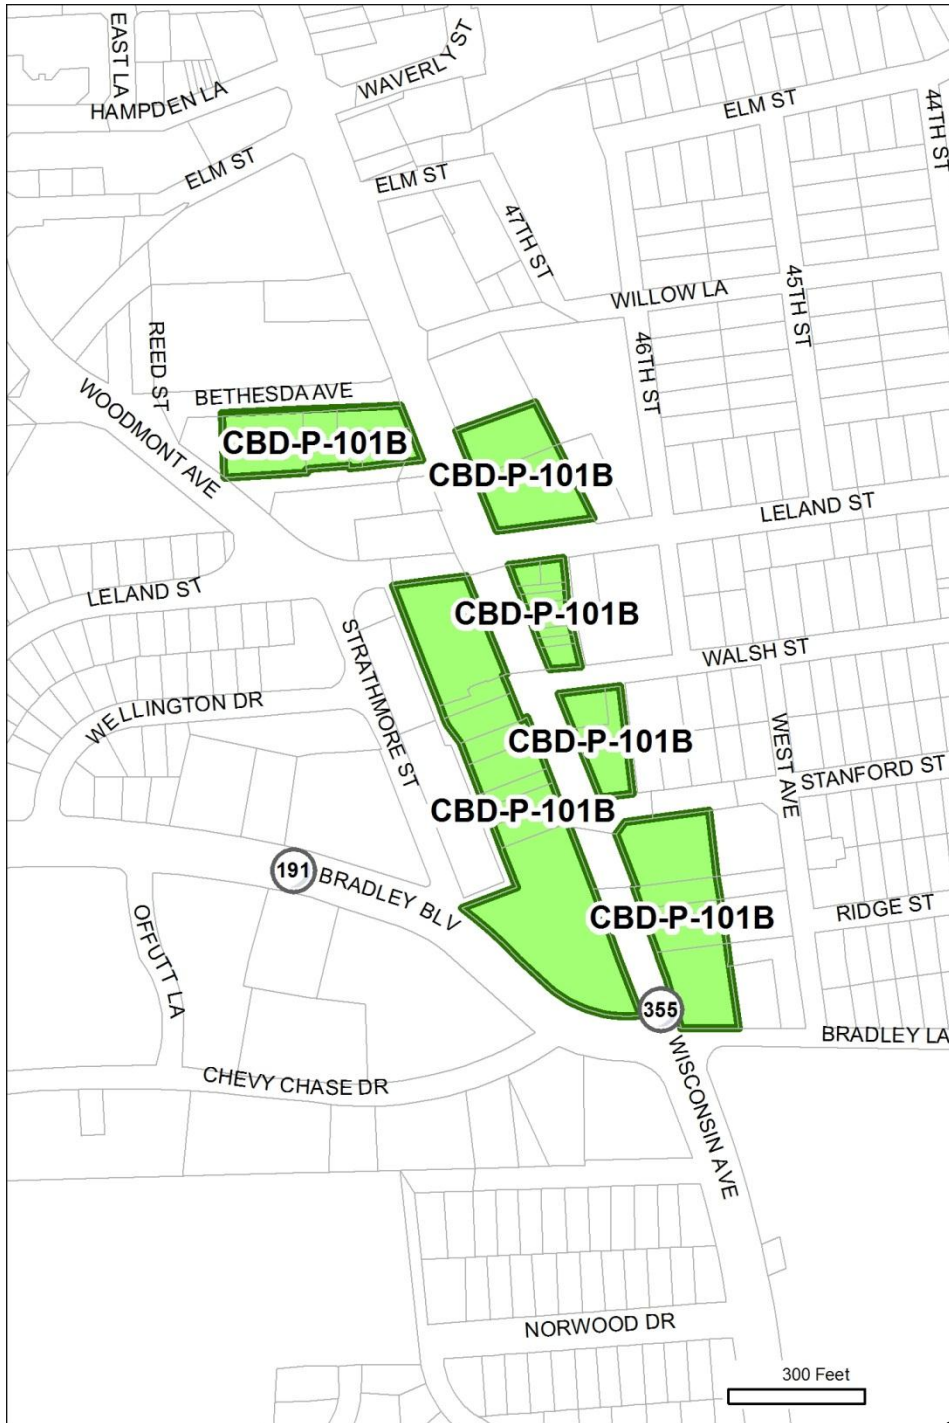 EAST LA
WAVERLY ST
HAMPDEN LA
ELM ST
44TH ST
ELM ST
ELM ST
47TH ST
45TH ST
WILLOW LA
REED ST
46TH ST
BETHESDA AVE
WOODMONT AVE
CBD-P-101B
CBD-P-101B
LELAND ST
LELAND ST
CBD-P-101B
STRATHMORE ST
WALSH ST
WELLINGTON DR
CBD-P-101B
WEST AVE
STANFORD ST
CBD-P-101B
191
BRADLEY BLV
OFFUTT LA
CBD-P-101B
RIDGE ST
355
BRADLEY LA
CHEVY CHASE DR
WISCONSIN AVE
NORWOOD DR
300 Feet